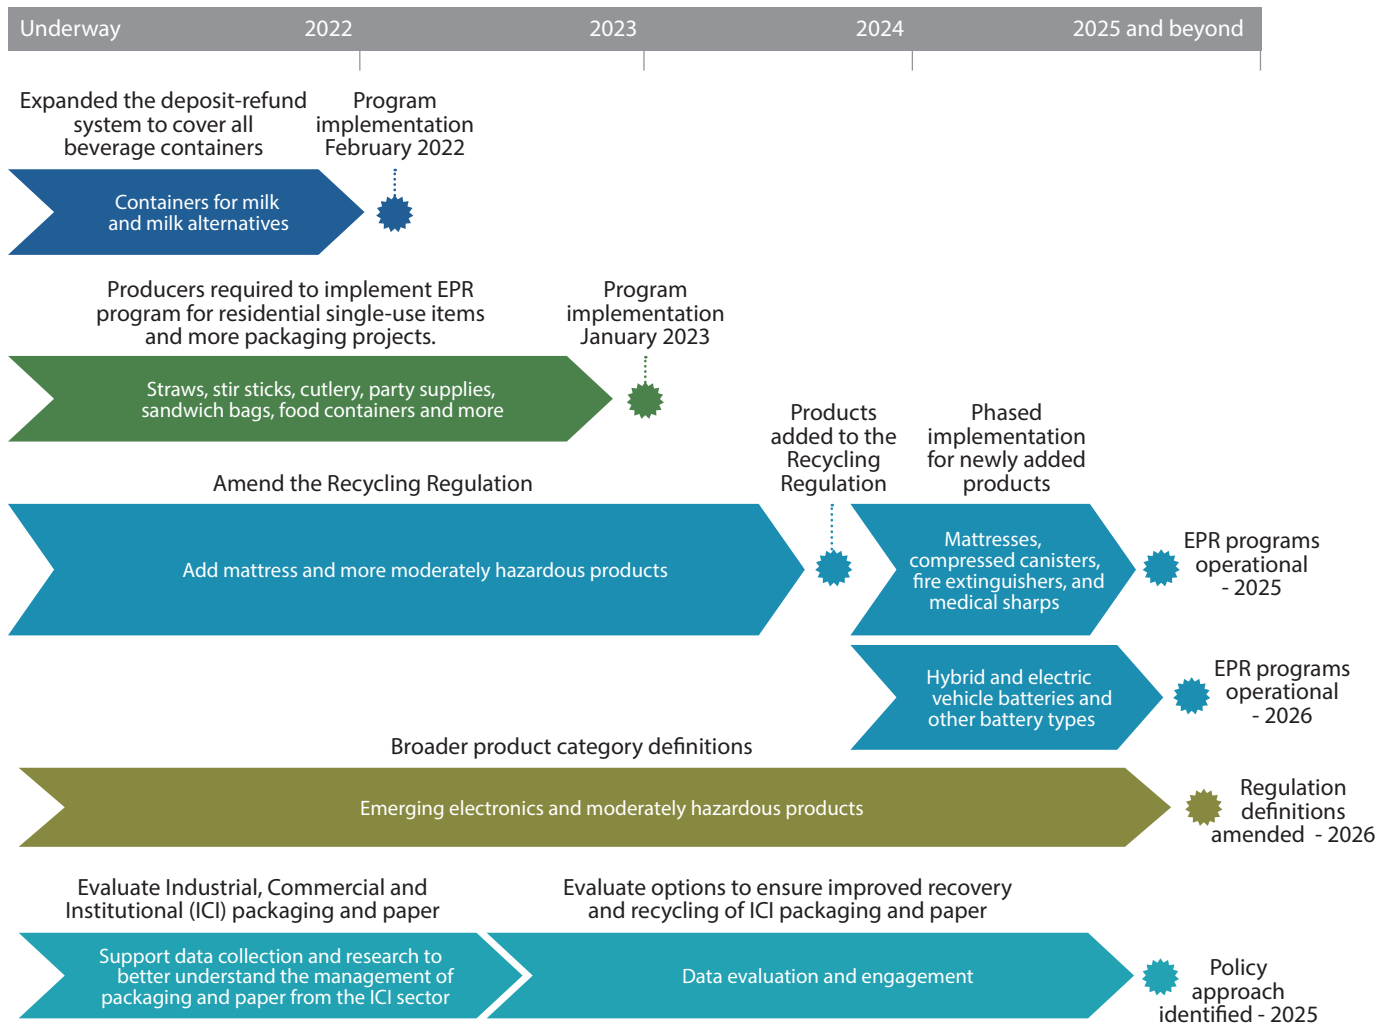 Underway
2022
2023
2024
2025 and beyond
Expanded the deposit-refund
system to cover all
beverage containers
Program
implementation
February 2022
Containers for milk
and milk alternatives
Producers required to implement EPR
program for residential single-use items
and more packaging projects.
Program
implementation
January 2023
Straws, stir sticks, cutlery, party supplies,
sandwich bags, food containers and more
Amend the Recycling Regulation
Products
added to the
Recycling
Regulation
Phased
implementation
for newly added
products
Add mattress and more moderately hazardous products
Mattresses,
compressed canisters,
fire extinguishers, and
medical sharps
EPR programs
operational
- 2025
Hybrid and electric
vehicle batteries and
other battery types
EPR programs
operational
- 2026
Broader product category definitions
Emerging electronics and moderately hazardous products
Regulation
definitions
amended - 2026
Evaluate Industrial, Commercial and
Institutional (ICI) packaging and paper
Evaluate options to ensure improved recovery
and recycling of ICI packaging and paper
Support data collection and research to
better understand the management of
packaging and paper from the ICI sector
Data evaluation and engagement
Policy
approach
identified - 2025